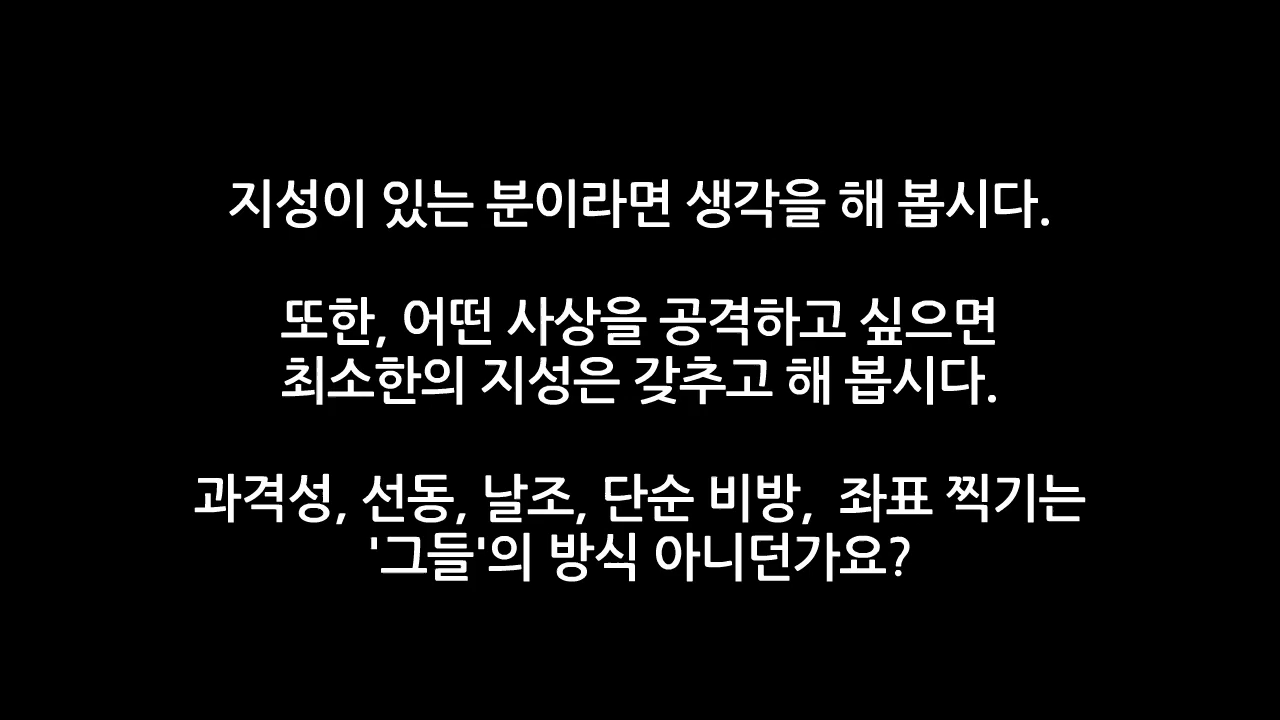 지성이 있는 분이라면 생각을 해 봅시다.
또한, 어떤 사상을 공격하고 싶으면
최소한의 지성은 갖추고 해 봅시다.
과격성, 선동, 날조, 단순 비방, 좌표 찍기는
'그들'의 방식 아니던가요?